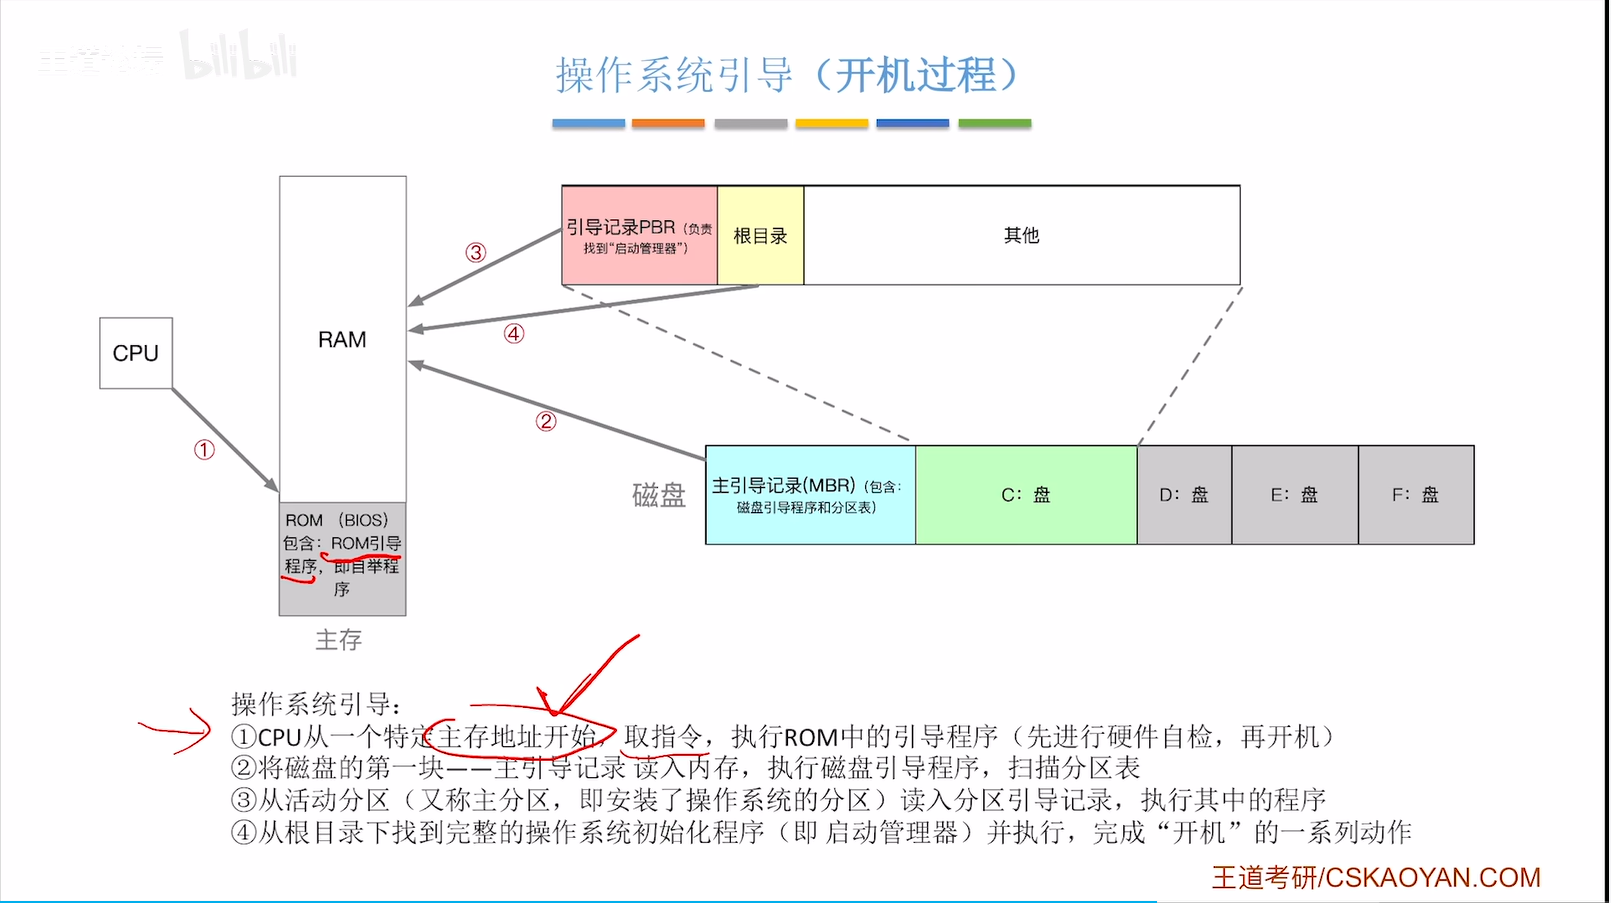 bilibili
操作系统引导（开机过程）
引导记录PBR（负责
找到“启动管理器”）
根目录
其他
③
④
RAM
CPU
②
①
磁盘
主引导记录(MBR)（包含：
磁盘引导程序和分区表）
C：盘
D：盘
E：盘
F：盘
ROM （BIOS）
包含：ROM引导
程序，即自举程
序
主存
操作系统引导：
①CPU从一个特定主存地址开始，取指令，执行ROM中的引导程序（先进行硬件自检，再开机）
②将磁盘的第一块——主引导记录 读入内存，执行磁盘引导程序，扫描分区表
③从活动分区（又称主分区，即安装了操作系统的分区）读入分区引导记录，执行其中的程序
④从根目录下找到完整的操作系统初始化程序（即 启动管理器）并执行，完成“开机”的一系列动作
王道考研/CSKAOYAN.COM